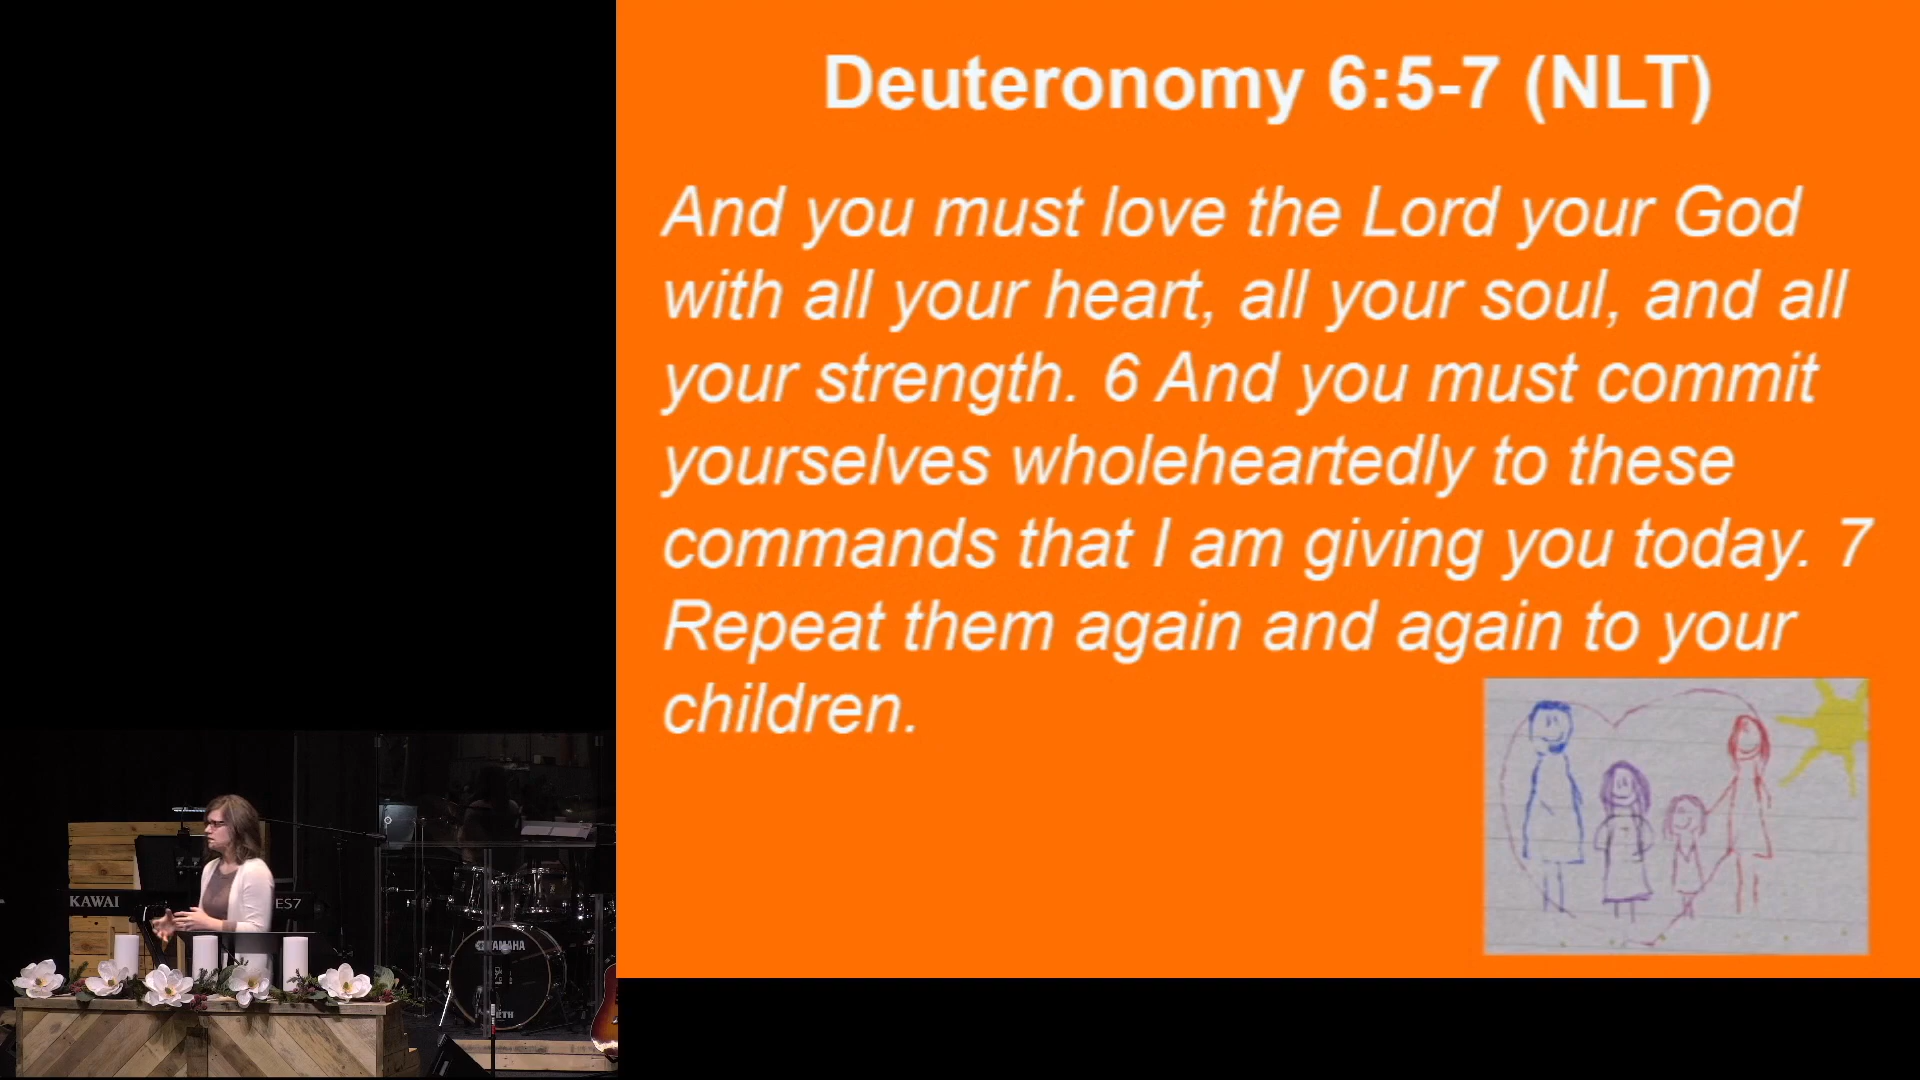 Deuteronomy 6:5-7 (NLT)
And you must love the Lord your God
with all your heart, all your soul, and all
your strength. 6 And you must commit
yourselves wholeheartedly to these
commands that I am giving you today. 7
Repeat them again and again to your
children.
KAWAI
ES7
YAMAHA